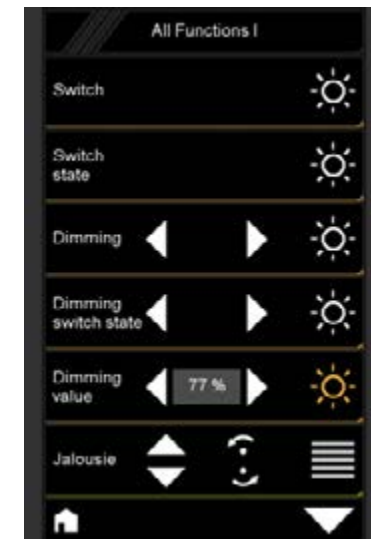 All Functions I
Switch
Switch
state
Dimming
Dimming
switch state
Dimming
value
77 %
Jalousie